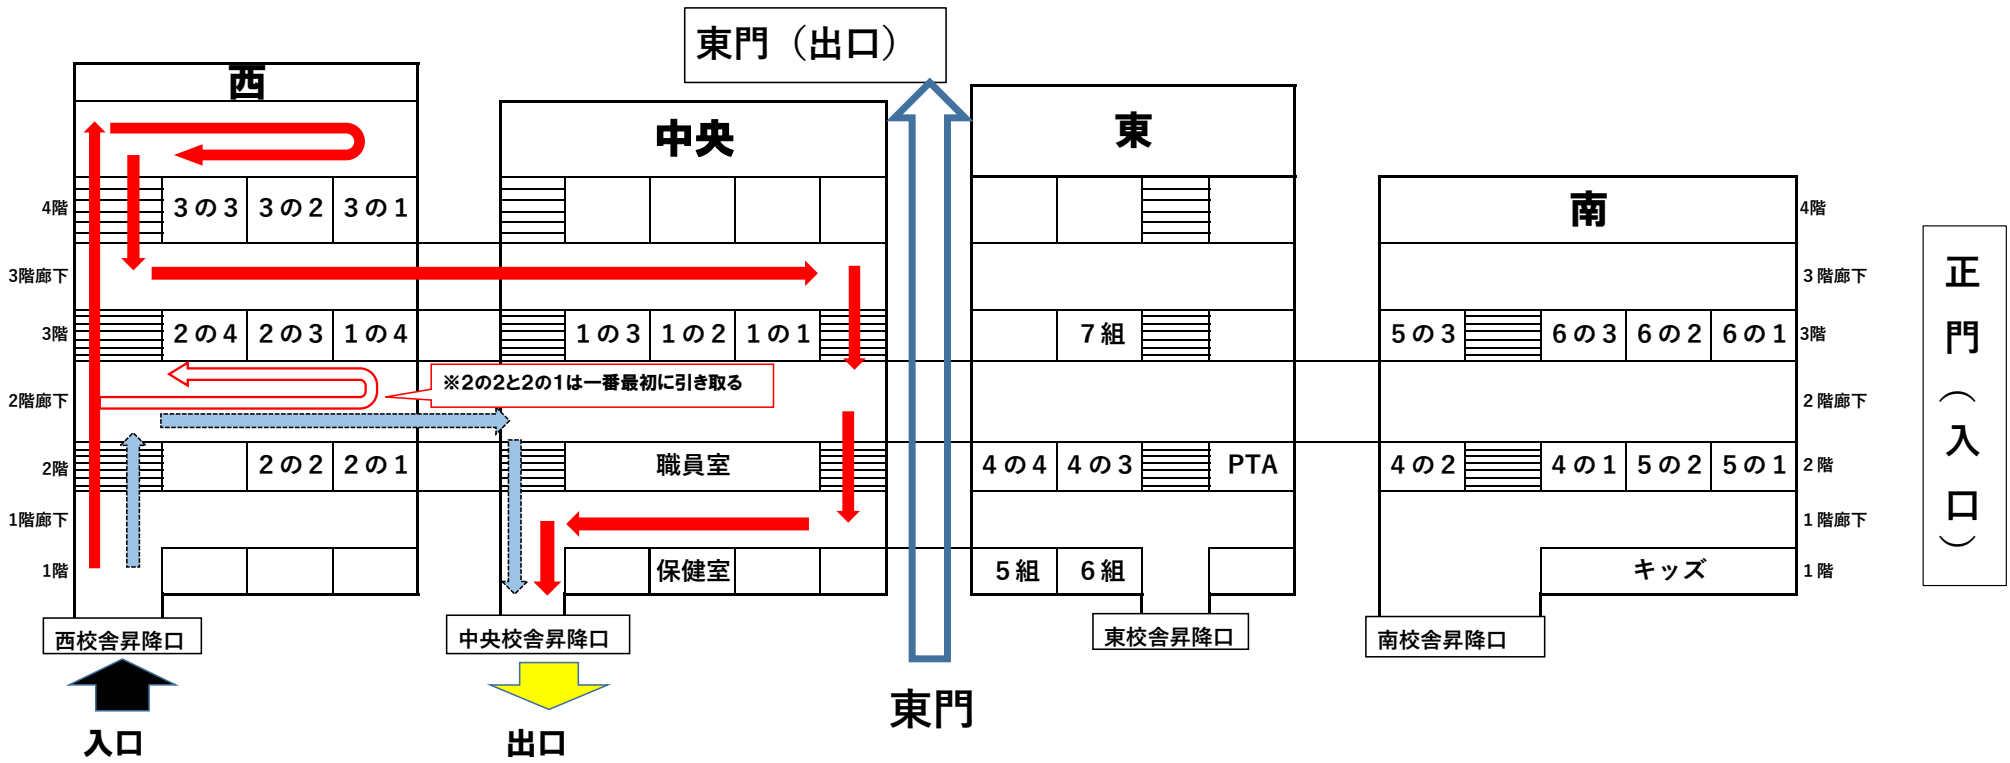 東門（出口）
西
中央
東
南
4階
３の３
３の２
３の１
4階
3階廊下
３階廊下
正門（入口）
3階
２の４
２の３
１の４
１の３
１の２
１の１
７組
５の３
６の３
６の２
６の１
3階
※２の２と２の１は一番最初に引き取る
2階廊下
２階廊下
2階
２の２
２の１
職員室
４の４
４の３
PTA
４の２
４の１
５の２
５の１
２階
1階廊下
１階廊下
1階
保健室
５組
６組
キッズ
１階
西校舎昇降口
中央校舎昇降口
東校舎昇降口
南校舎昇降口
東門
入口
出口